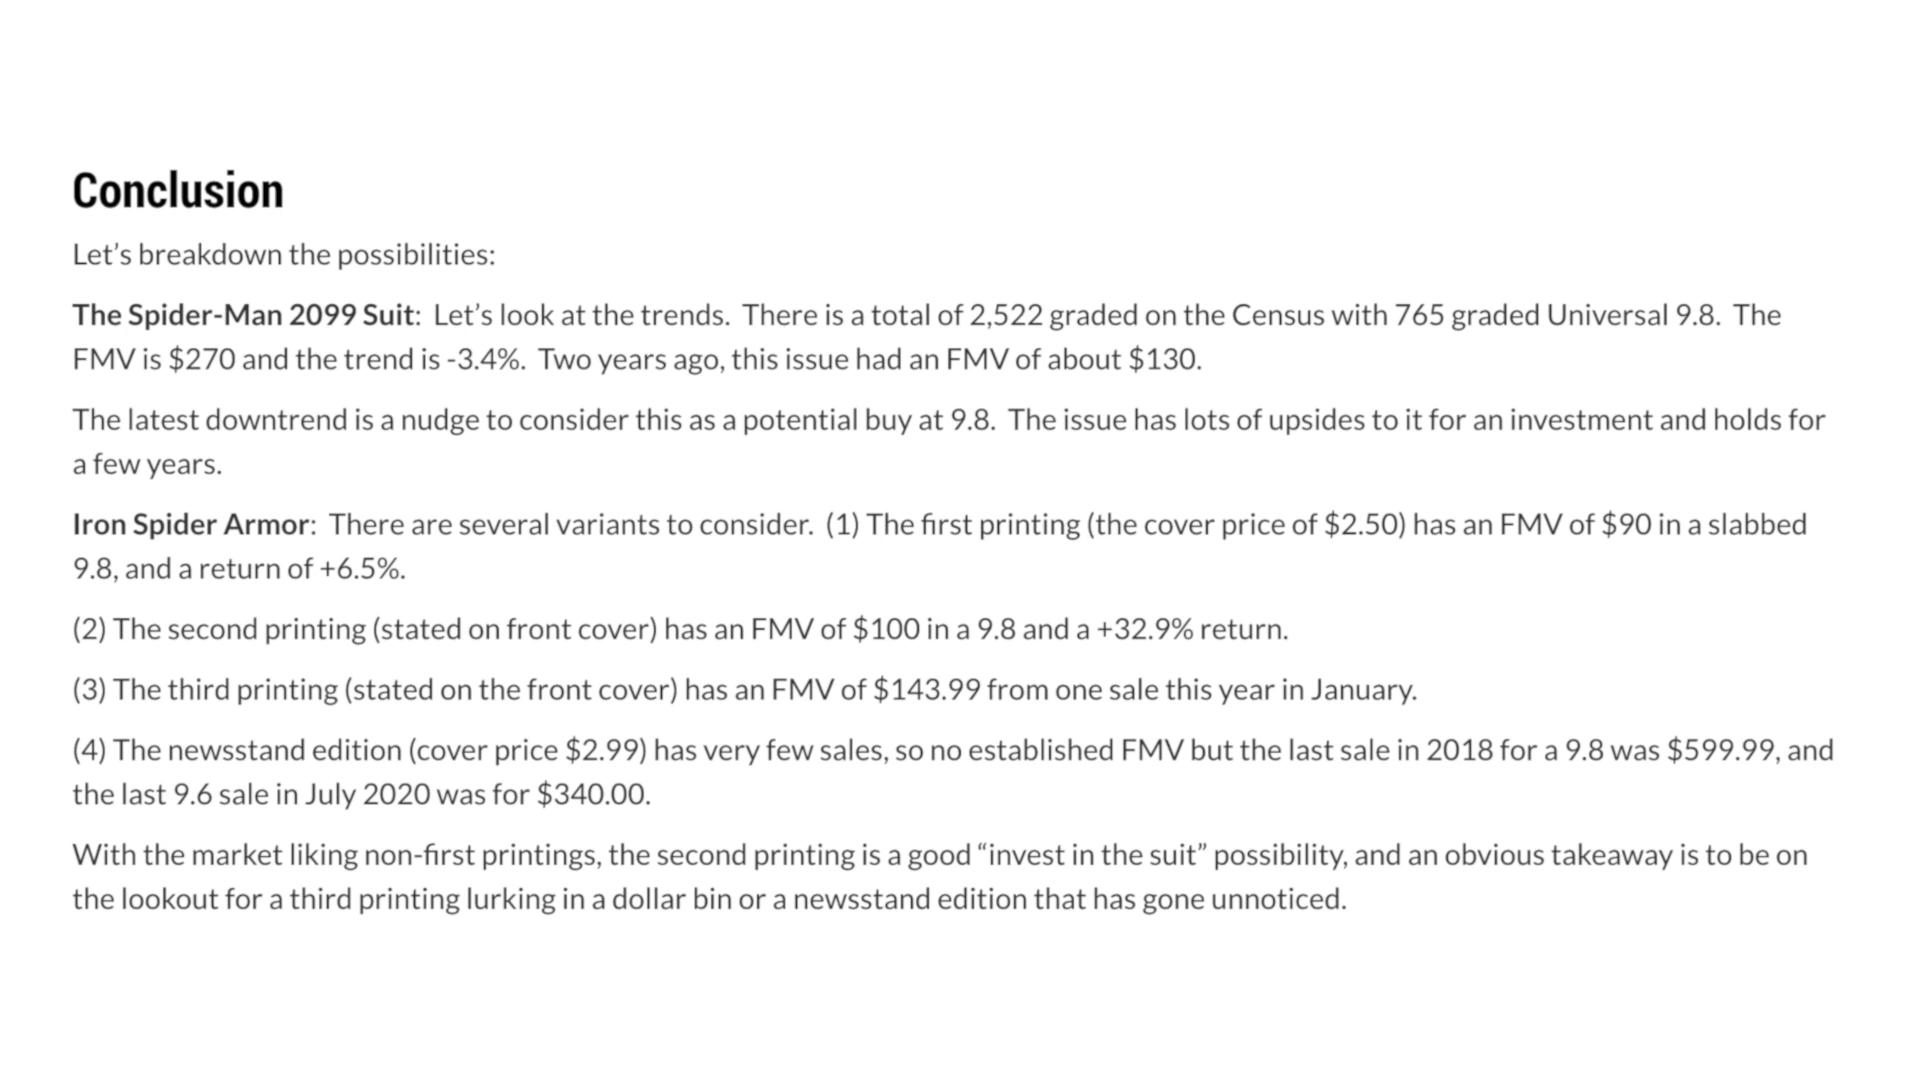 Conclusion
Let’s breakdown the possibilities:
The Spider-Man 2099 Suit: Let’s look at the trends. There is a total of 2,522 graded on the Census with 765 graded Universal 9.8. The
FMV is $270 and the trend is -3.4%. Two years ago, this issue had an FMV of about $130.
The latest downtrend is a nudge to consider this as a potential buy at 9.8. The issue has lots of upsides to it for an investment and holds for
a few years.
Iron Spider Armor: There are several variants to consider. (1) The first printing (the cover price of $2.50) has an FMV of $90 in a slabbed
9.8, and a return of +6.5%.
(2) The second printing (stated on front cover) has an FMV of $100 in a 9.8 and a +32.9% return.
(3) The third printing (stated on the front cover) has an FMV of $143.99 from one sale this year in January.
(4) The newsstand edition (cover price $2.99) has very few sales, so no established FMV but the last sale in 2018 for a 9.8 was $599.99, and
the last 9.6 sale in July 2020 was for $340.00.
With the market liking non-first printings, the second printing is a good “invest in the suit” possibility, and an obvious takeaway is to be on
the lookout for a third printing lurking in a dollar bin or a newsstand edition that has gone unnoticed.